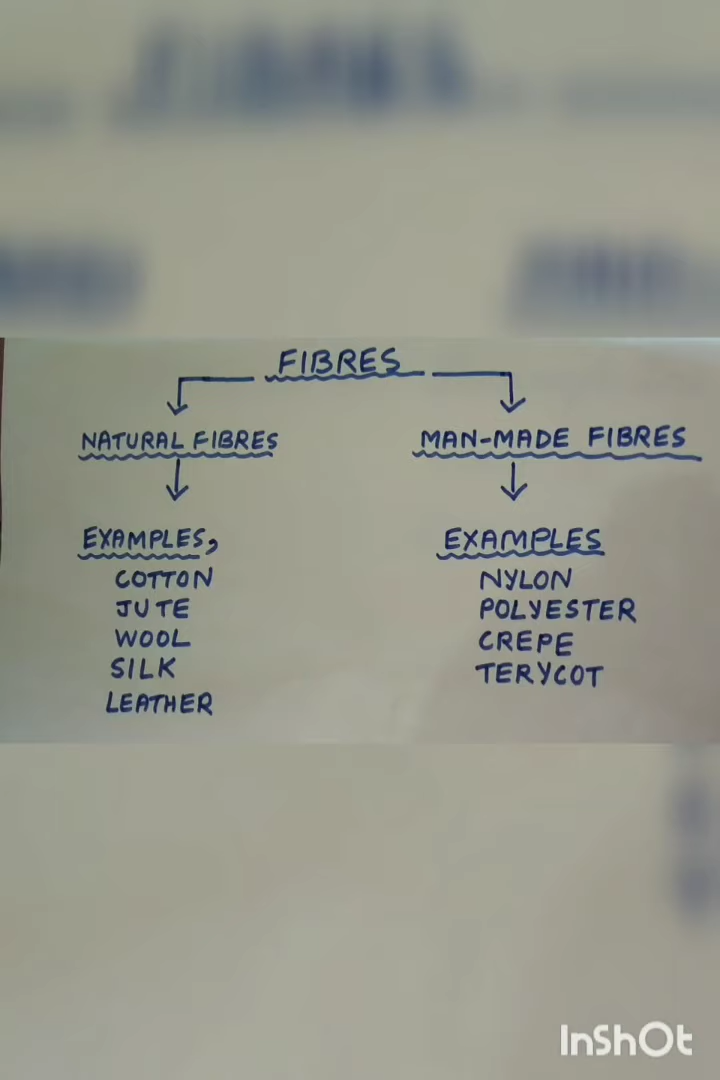 FIBRES
NATURAL FIBRES
MAN-MADE FIBRES
EXAMPLES,
COTTON
JUTE
WOOL
SILK
LEATHER
EXAMPLES
NYLON
POLYESTER
CREPE
TERYCOT
InShOt